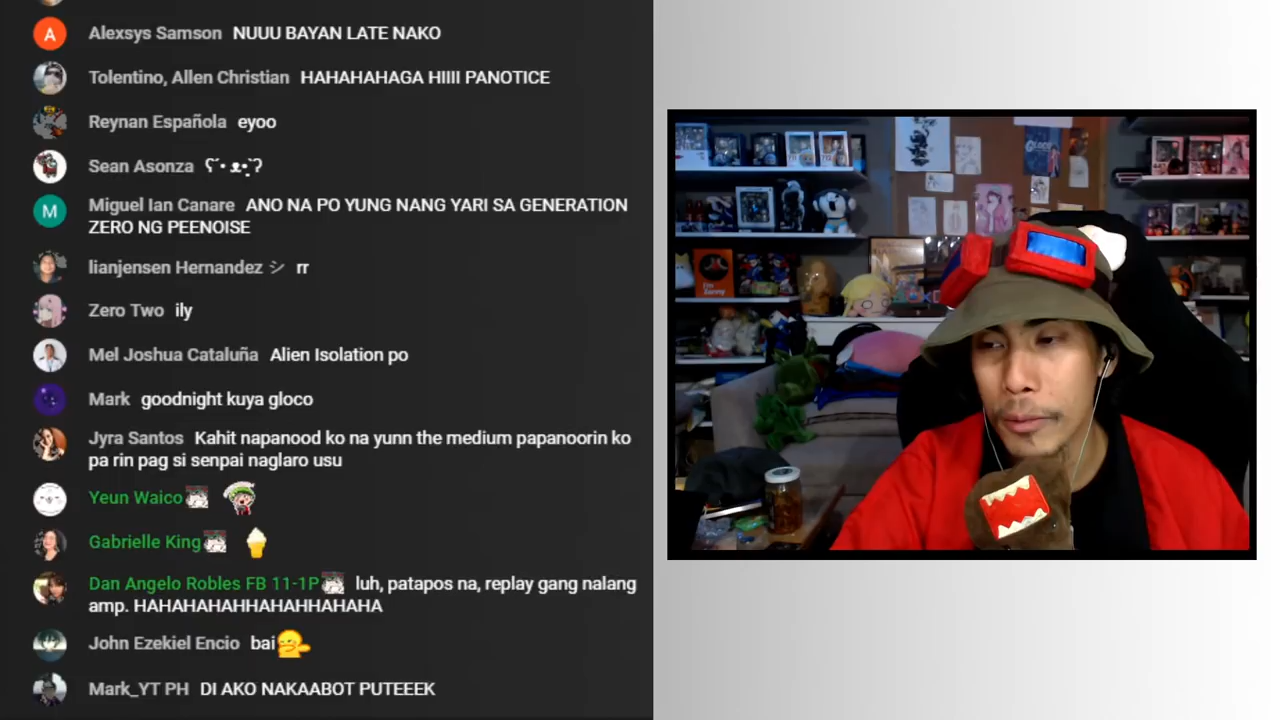 Alexsys Samson NUUU BAYAN LATE NAKO
Tolentino, Allen Christian HAHAHAHAGA HIIII PANOTICE
Reynan Española eyoo
Sean Asonza ʕ´• ᴥ•̥`ʔ
Miguel Ian Canare ANO NA PO YUNG NANG YARI SA GENERATION
ZERO NG PEENOISE
lianjensen Hernandez シ rr
Zero Two ily
Mel Joshua Cataluña Alien Isolation po
Mark goodnight kuya gloco
Jyra Santos Kahit napanood ko na yunn the medium papanoorin ko
pa rin pag si senpai naglaro usu
Yeun Waico
Gabrielle King
Dan Angelo Robles FB 11-1P luh, patapos na, replay gang nalang
amp. HAHAHAHAHHAHAHHAHAHA
John Ezekiel Encio bai
Mark_YT PH DI AKO NAKAABOT PUTEEEK